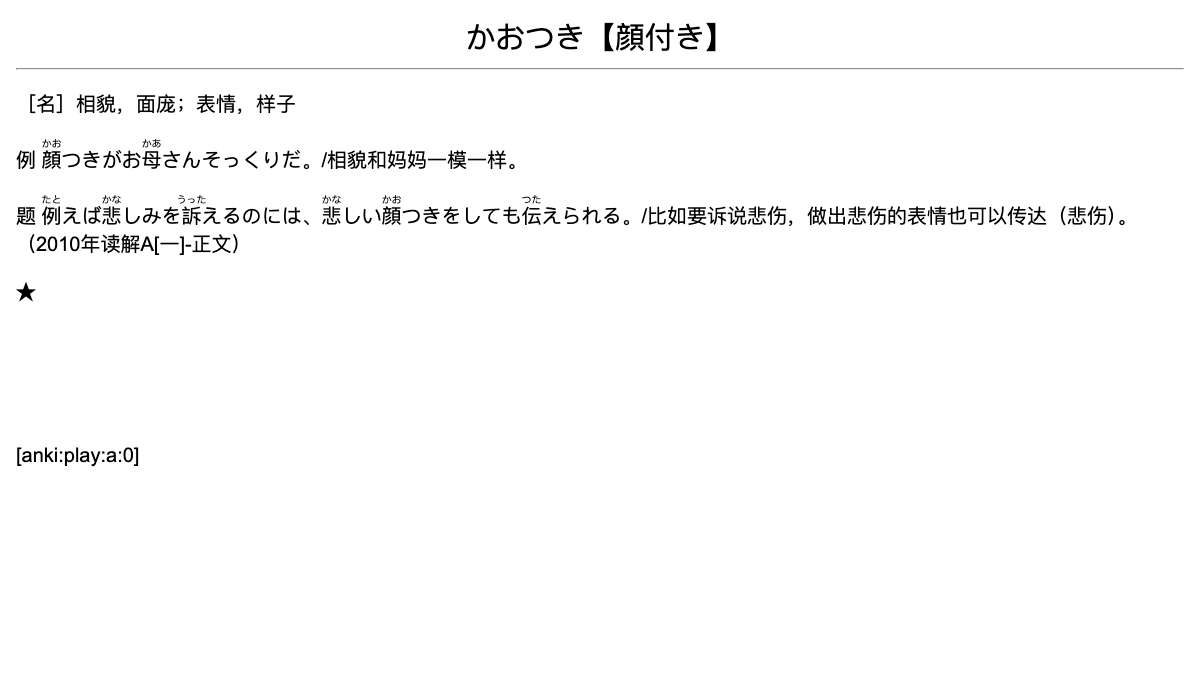 かおつき【顔付き】
［名］相貌，面庞；表情，样子
例 顔つきがお母さんそっくりだ。/相貌和妈妈一模一样。
かお かあ
题 例えば悲しみを訴えるのには、悲しい顔つきをしても伝えられる。/比如要诉说悲伤，做出悲伤的表情也可以传达（悲伤）。
たと かな うった かな かお つた
（2010年读解A[一]-正文）
★
[anki:play:a:0]